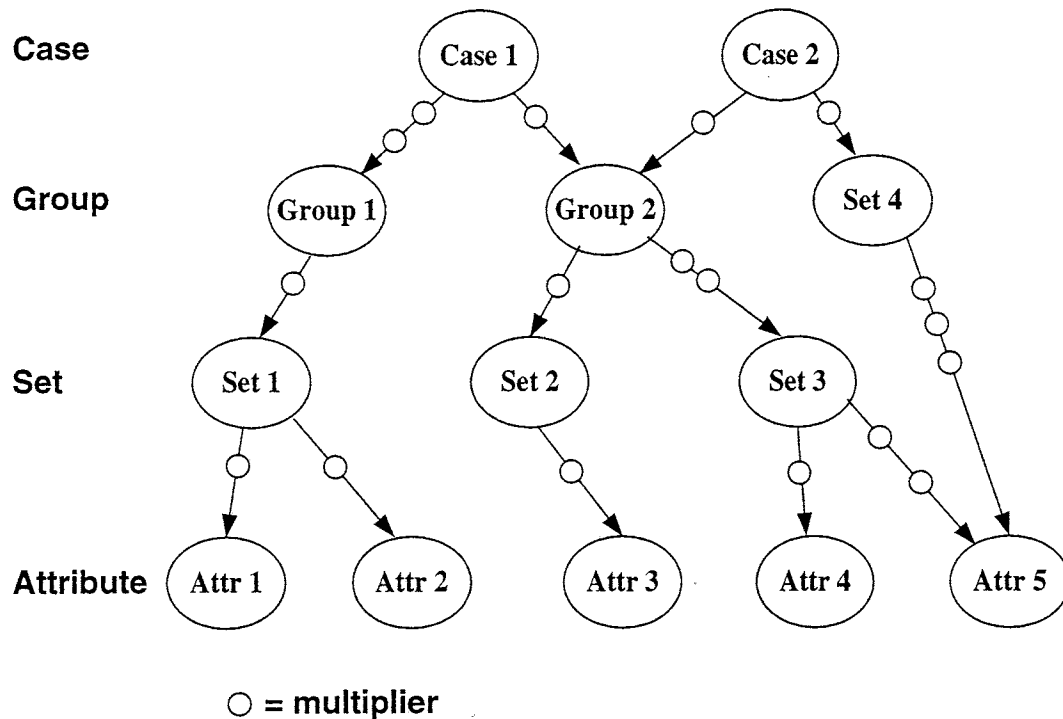 Case
Case 1
Case 2
Group
Group 1
Group 2
Set 4
Set
Set 1
Set 2
Set 3
Attribute
Attr 1
Attr 2
Attr 3
Attr 4
Attr 5
= multiplier